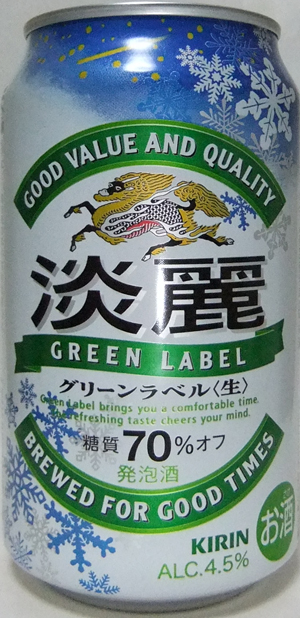 GOOD VALUE AND QUALITY
淡麗
GREEN LABEL
グリーンラベル〈生〉
Green Label brings you a comfortable time.
The refreshing taste cheers your mind.
糖質70%オフ
発泡酒
BREWED FOR GOOD TIMES
KIRIN
ALC.4.5%
お酒